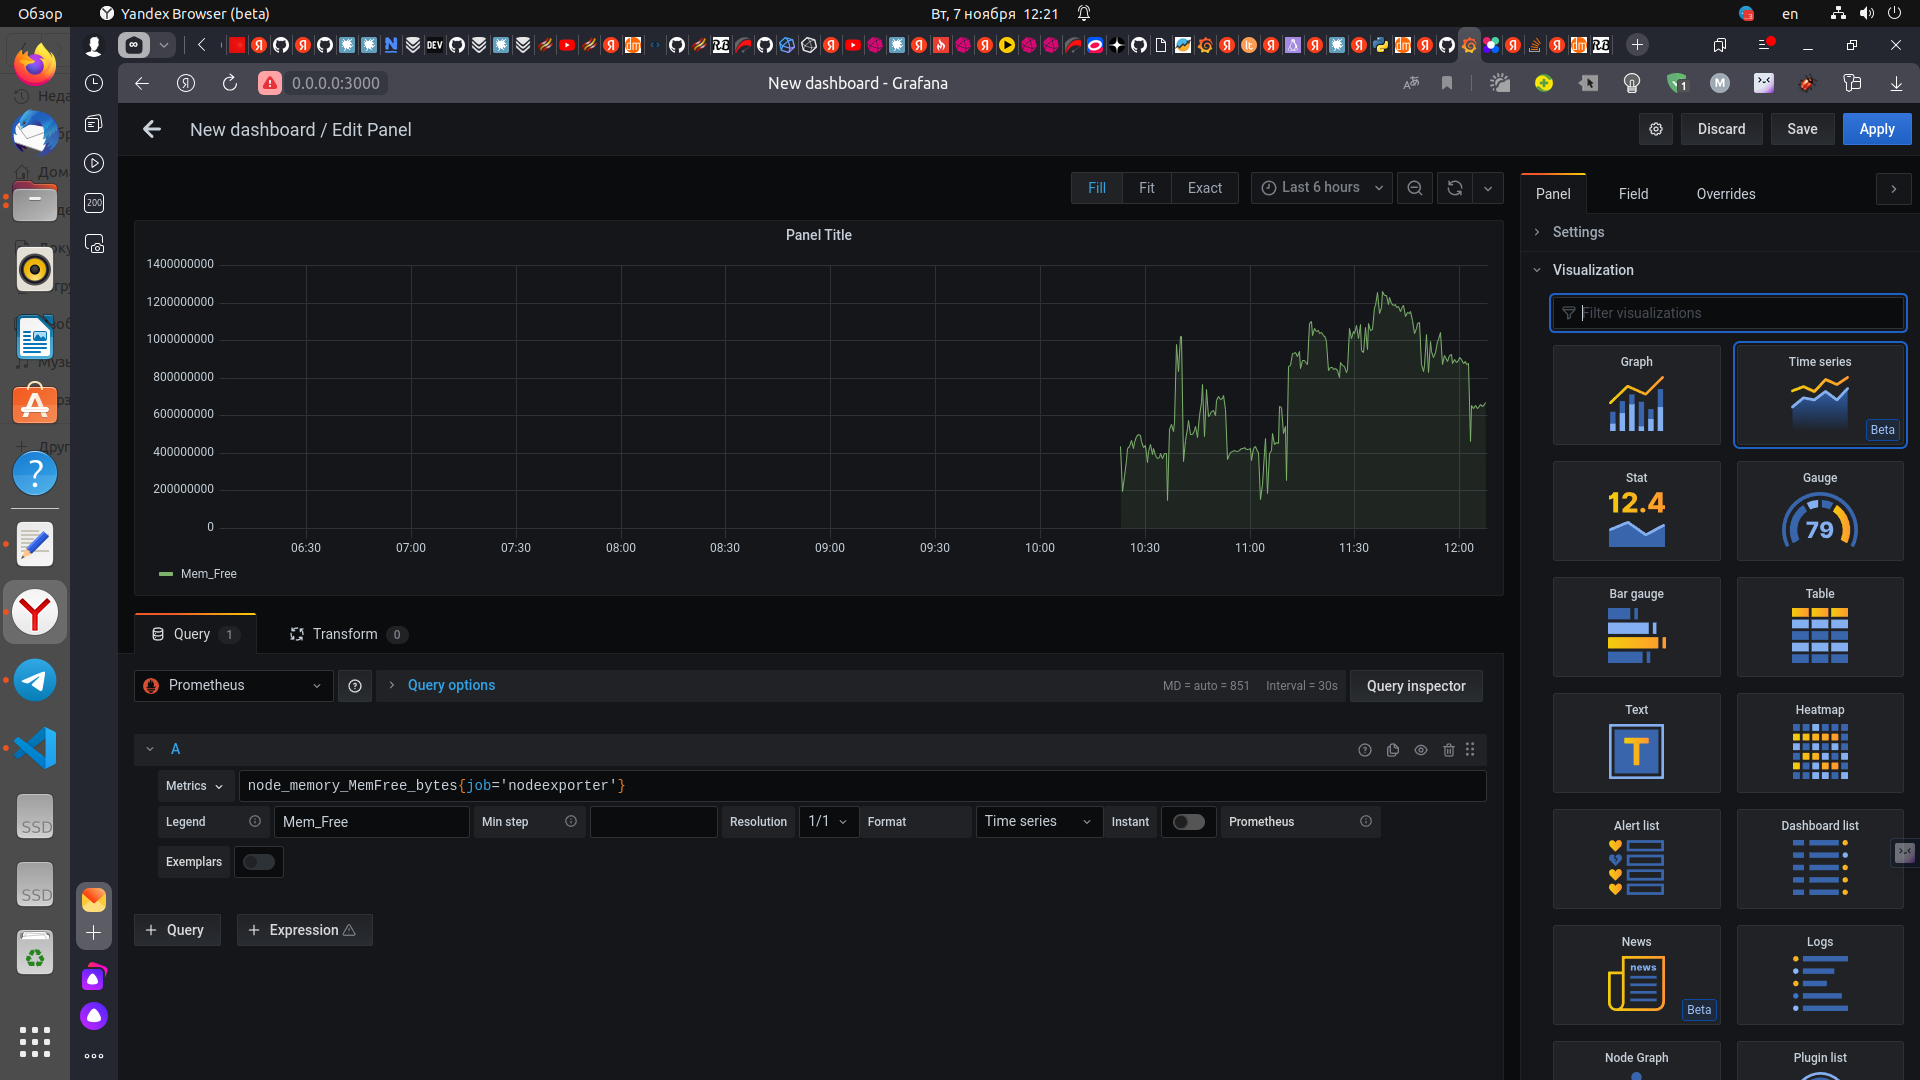 Обзор
Yandex Browser (beta)
Вт, 7 ноября 12:21
en
0.0.0.0:3000
New dashboard - Grafana
1
M
New dashboard / Edit Panel
Discard
Save
Apply
200
Fill
Fit
Exact
Last 6 hours
Panel
Field
Overrides
Settings
Visualization
Filter visualizations
Panel Title
1400000000
1200000000
1000000000
800000000
600000000
400000000
200000000
0
06:30
07:00
07:30
08:00
08:30
09:00
09:30
10:00
10:30
11:00
11:30
12:00
Mem_Free
Graph
Time series
Beta
Stat
12.4
Gauge
79
Bar gauge
Table
Text
T
Heatmap
Alert list
Dashboard list
News
news
Beta
Logs
Node Graph
Plugin list
Query 1
Transform 0
Prometheus
Query options
MD = auto = 851
Interval = 30s
Query inspector
A
Metrics
node_memory_MemFree_bytes{job='nodeexporter'}
Legend
Mem_Free
Min step
Resolution
1/1
Format
Time series
Instant
Prometheus
Exemplars
+ Query
+ Expression
SSD
SSD